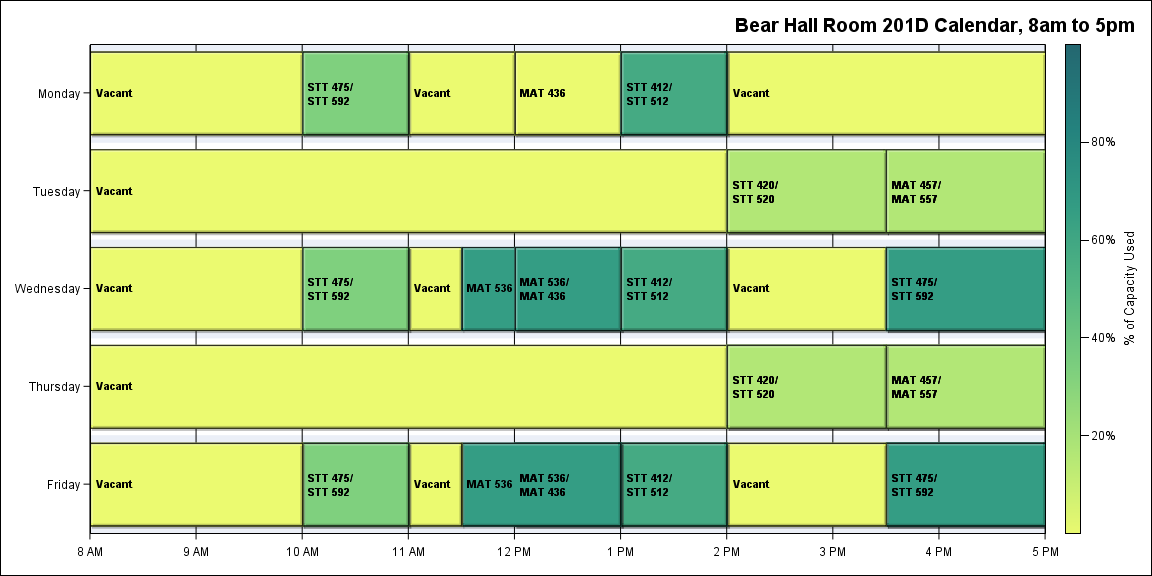 Bear Hall Room 201D Calendar, 8am to 5pm
Monday
Vacant
STT 475/
STT 592
Vacant
MAT 436
STT 412/
STT 512
Vacant
Tuesday
Vacant
STT 420/
STT 520
MAT 457/
MAT 557
Wednesday
Vacant
STT 475/
STT 592
Vacant
MAT 536
MAT 536/
MAT 436
STT 412/
STT 512
Vacant
STT 475/
STT 592
Thursday
Vacant
STT 420/
STT 520
MAT 457/
MAT 557
Friday
Vacant
STT 475/
STT 592
Vacant
MAT 536
MAT 536/
MAT 436
STT 412/
STT 512
Vacant
STT 475/
STT 592
8 AM
9 AM
10 AM
11 AM
12 PM
1 PM
2 PM
3 PM
4 PM
5 PM
80%
60%
40%
20%
% of Capacity Used